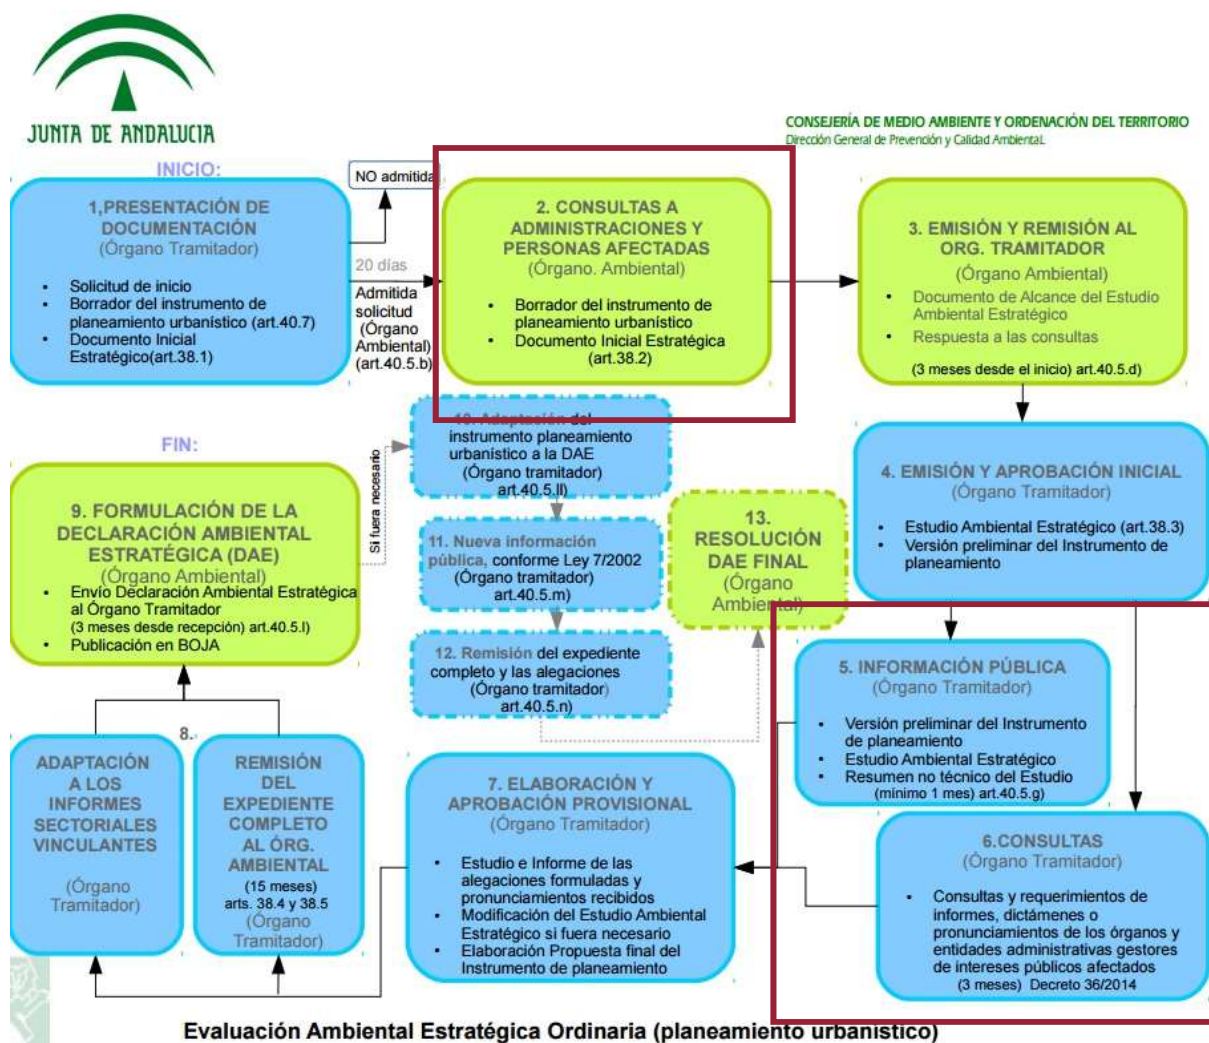 JUNTA DE ANDALUCIA
CONSEJERÍA DE MEDIO AMBIENTE Y ORDENACIÓN DEL TERRITORIO
Dirección General de Prevención y Calidad Ambiental.
INICIO:
1,PRESENTACIÓN DE
DOCUMENTACIÓN
(Órgano Tramitador)
• Solicitud de inicio
• Borrador del instrumento de
planeamiento urbanístico (art.40.7)
• Documento Inicial
Estratégico(art.38.1)
NO admitida
20 días
Admitida
solicitud
(Órgano
Ambiental)
(art.40.5.b)
2. CONSULTAS A
ADMINISTRACIONES Y
PERSONAS AFECTADAS
(Órgano. Ambiental)
• Borrador del instrumento de
planeamiento urbanístico
• Documento Inicial Estratégica
(art.38.2)
3. EMISIÓN Y REMISIÓN AL
ORG. TRAMITADOR
(Órgano Ambiental)
• Documento de Alcance del Estudio
Ambiental Estratégico
• Respuesta a las consultas
(3 meses desde el inicio) art.40.5.d)
4. EMISIÓN Y APROBACIÓN INICIAL
(Órgano Tramitador)
• Estudio Ambiental Estratégico (art.38.3)
• Versión preliminar del Instrumento de
planeamiento
5. INFORMACIÓN PÚBLICA
(Órgano Tramitador)
• Versión preliminar del Instrumento
de planeamiento
• Estudio Ambiental Estratégico
• Resumen no técnico del Estudio
(mínimo 1 mes) art.40.5.g)
6.CONSULTAS
(Órgano Tramitador)
• Consultas y requerimientos de
informes, dictámenes o
pronunciamientos de los órganos y
entidades administrativas gestores
de intereses públicos afectados
(3 meses) Decreto 36/2014
7. ELABORACIÓN Y
APROBACIÓN PROVISIONAL
(Órgano Tramitador)
• Estudio e Informe de las
alegaciones formuladas y
pronunciamientos recibidos
• Modificación del Estudio Ambiental
Estratégico si fuera necesario
• Elaboración Propuesta final del
Instrumento de planeamiento
8.
ADAPTACIÓN
A LOS
INFORMES
SECTORIALES
VINCULANTES
(Órgano
Tramitador)
REMISIÓN
DEL
EXPEDIENTE
COMPLETO
AL ÓRG.
AMBIENTAL
(15 meses)
arts. 38.4 y 38.5
(Órgano
Tramitador)
FIN:
9. FORMULACIÓN DE LA
DECLARACIÓN AMBIENTAL
ESTRATÉGICA (DAE)
(Órgano Ambiental)
• Envío Declaración Ambiental Estratégica
al Órgano Tramitador
(3 meses desde recepción) art.40.5.l)
• Publicación en BOJA
Si fuera necesario
10. Adaptación del
instrumento planeamiento
urbanístico a la DAE
(Órgano tramitador)
art.40.5.ll)
11. Nueva información
pública, conforme Ley 7/2002
(Órgano tramitador)
art.40.5.m)
12. Remisión del expediente
completo y las alegaciones
(Órgano tramitador)
art.40.5.n)
13.
RESOLUCIÓN
DAE FINAL
(Órgano
Ambiental)
Evaluación Ambiental Estratégica Ordinaria (planeamiento urbanístico)